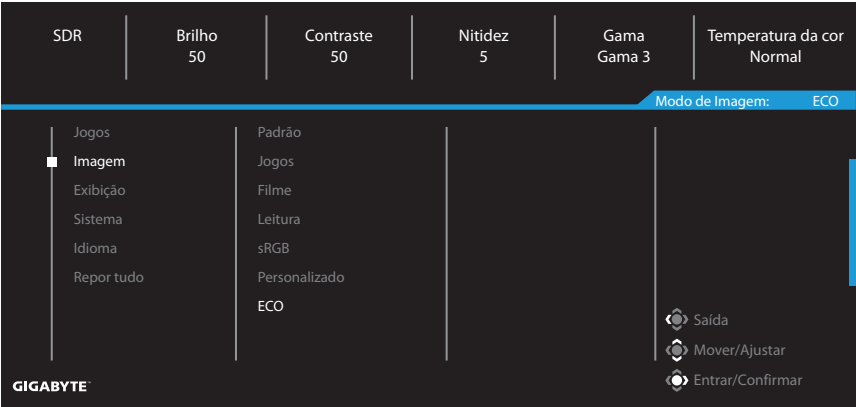 SDR
Brilho
50
Contraste
50
Nitidez
5
Gama
Gama 3
Temperatura da cor
Normal
Modo de Imagem: ECO
Jogos
Imagem
Exibição
Sistema
Idioma
Repor tudo
Padrão
Jogos
Filme
Leitura
sRGB
Personalizado
ECO
Saída
Mover/Ajustar
Entrar/Confirmar
GIGABYTE™